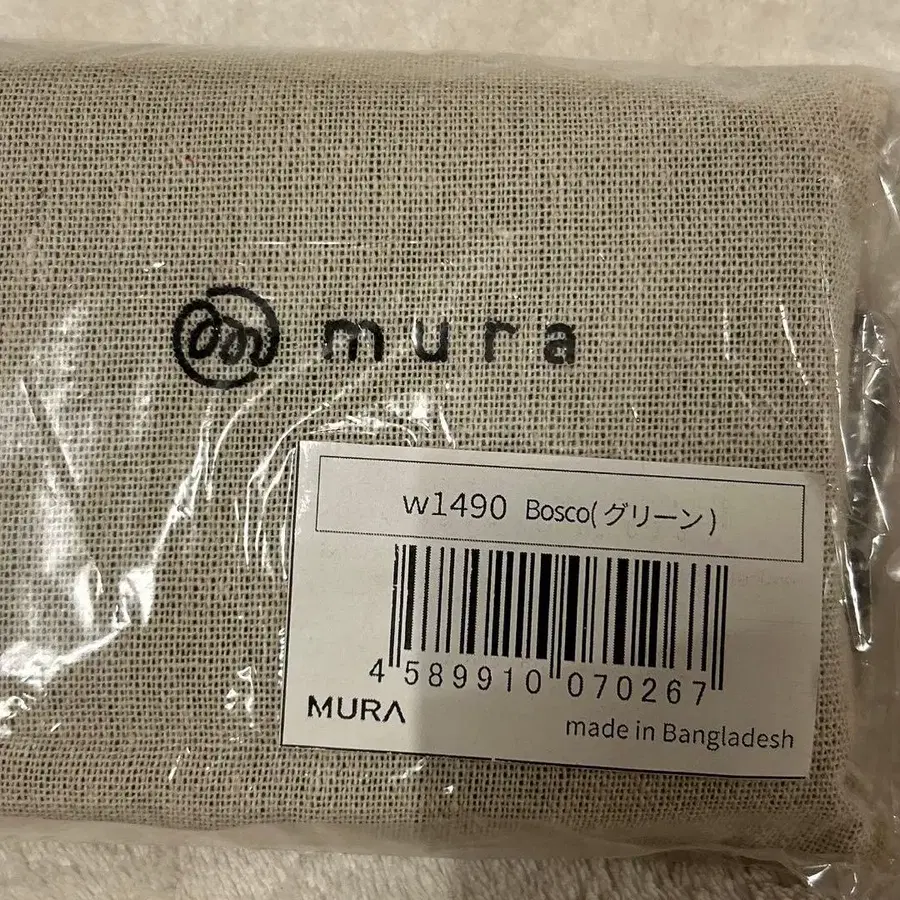 mura
w1490 Bosco(グリーン)
4 589910 070267
MURA
made in Bangladesh